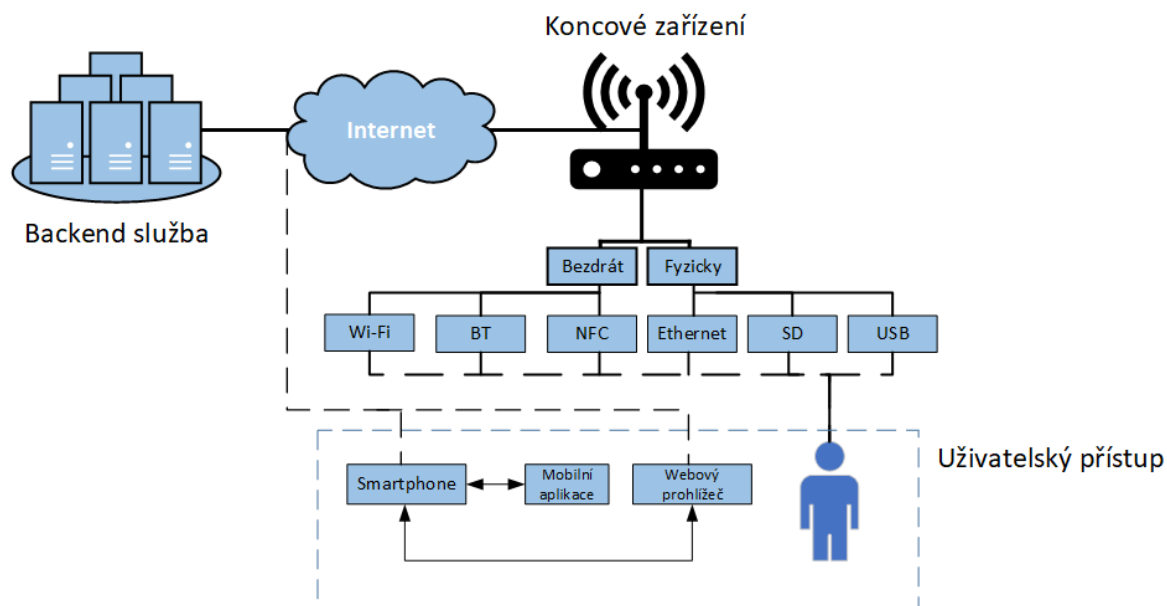 Koncové zařízení
Internet
Backend služba
Bezdrát
Fyzicky
Wi-Fi
BT
NFC
Ethernet
SD
USB
Uživatelský přístup
Smartphone
Mobilní
aplikace
Webový
prohlížeč